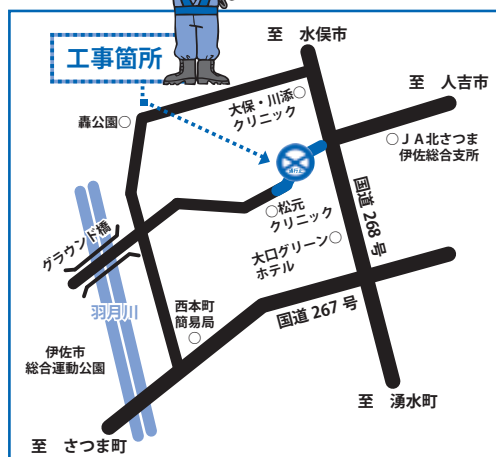 至 水俣市
工事箇所
至 人吉市
大保・川添
クリニック
轟公園
ＪＡ北さつま
伊佐総合支所
松元
クリニック
国道 268 号
グラウンド橋
大口グリーン
ホテル
羽月川
西本町
簡易局
国道 267 号
伊佐市
総合運動公園
至 湧水町
至 さつま町